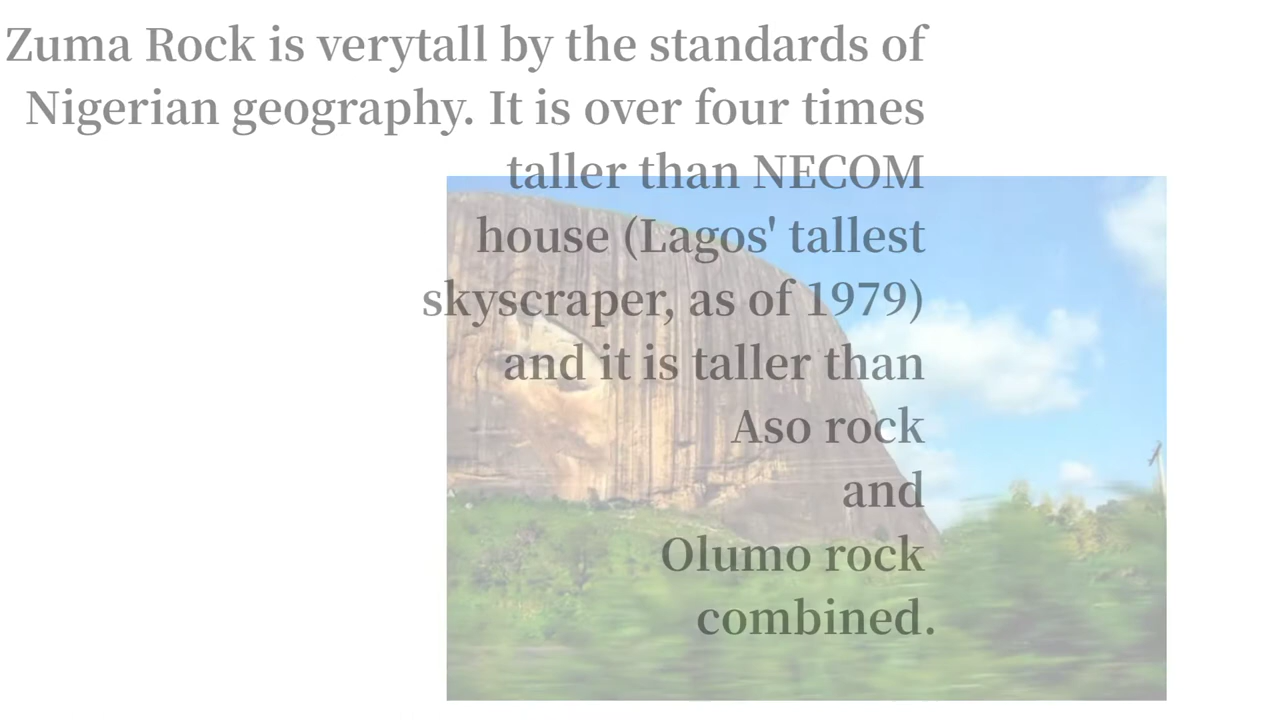 Zuma Rock is verytall by the standards of
Nigerian geography. It is over four times
taller than NECOM
house (Lagos' tallest
skyscraper, as of 1979)
and it is taller than
Aso rock
and
Olumo rock
combined.